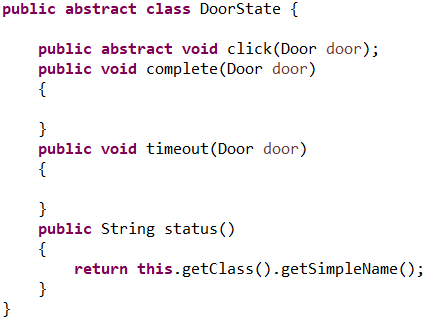 public abstract class DoorState {
    public abstract void click(Door door);
    public void complete(Door door)
    {
    }
    public void timeout(Door door)
    {
    }
    public String status()
    {
        return this.getClass().getSimpleName();
    }
}